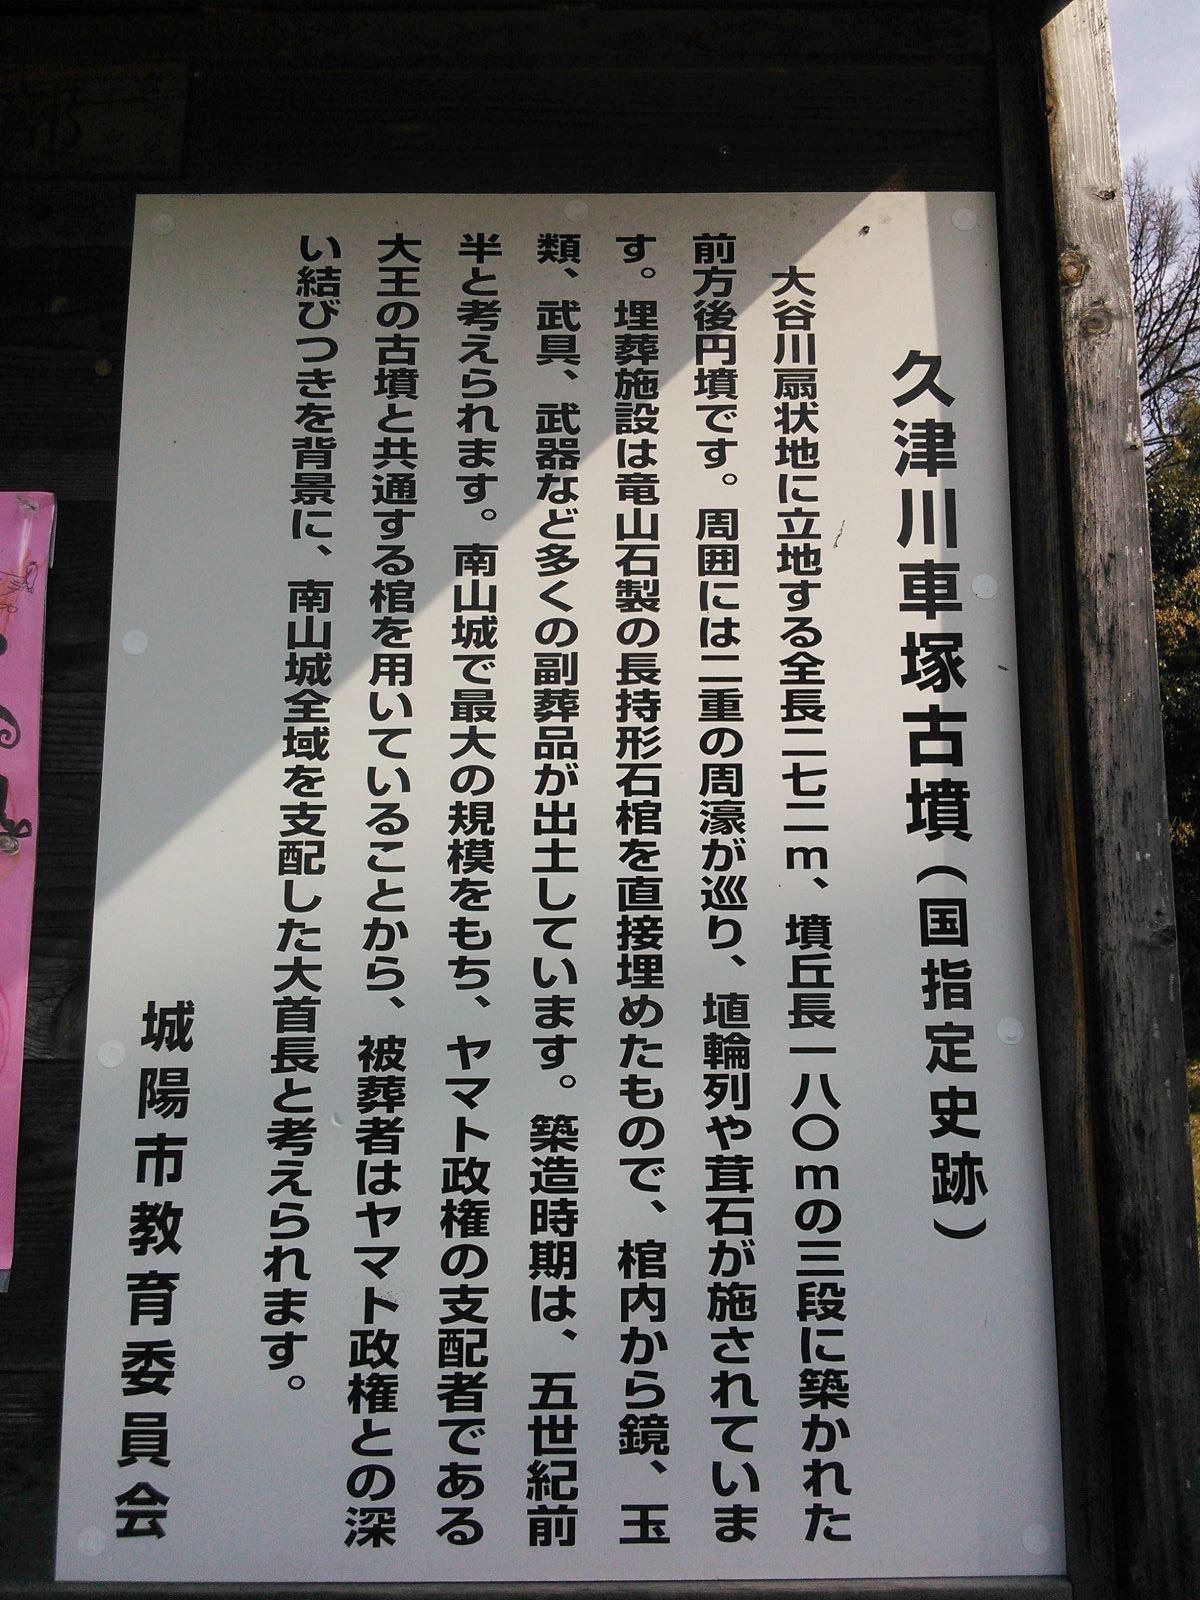 久津川車塚古墳（国指定史跡）
大谷川扇状地に立地する全長二七二ｍ、墳丘長一八〇ｍの三段に築かれた
前方後円墳です。周囲には二重の周濠が巡り、埴輪列や葺石が施されていま
す。埋葬施設は竜山石製の長持形石棺を直接埋めたもので、棺内から鏡、玉
類、武具、武器など多くの副葬品が出土しています。築造時期は、五世紀前
半と考えられます。南山城で最大の規模をもち、ヤマト政権の支配者である
大王の古墳と共通する棺を用いていることから、被葬者はヤマト政権との深
い結びつきを背景に、南山城全域を支配した大首長と考えられます。
城陽市教育委員会
部